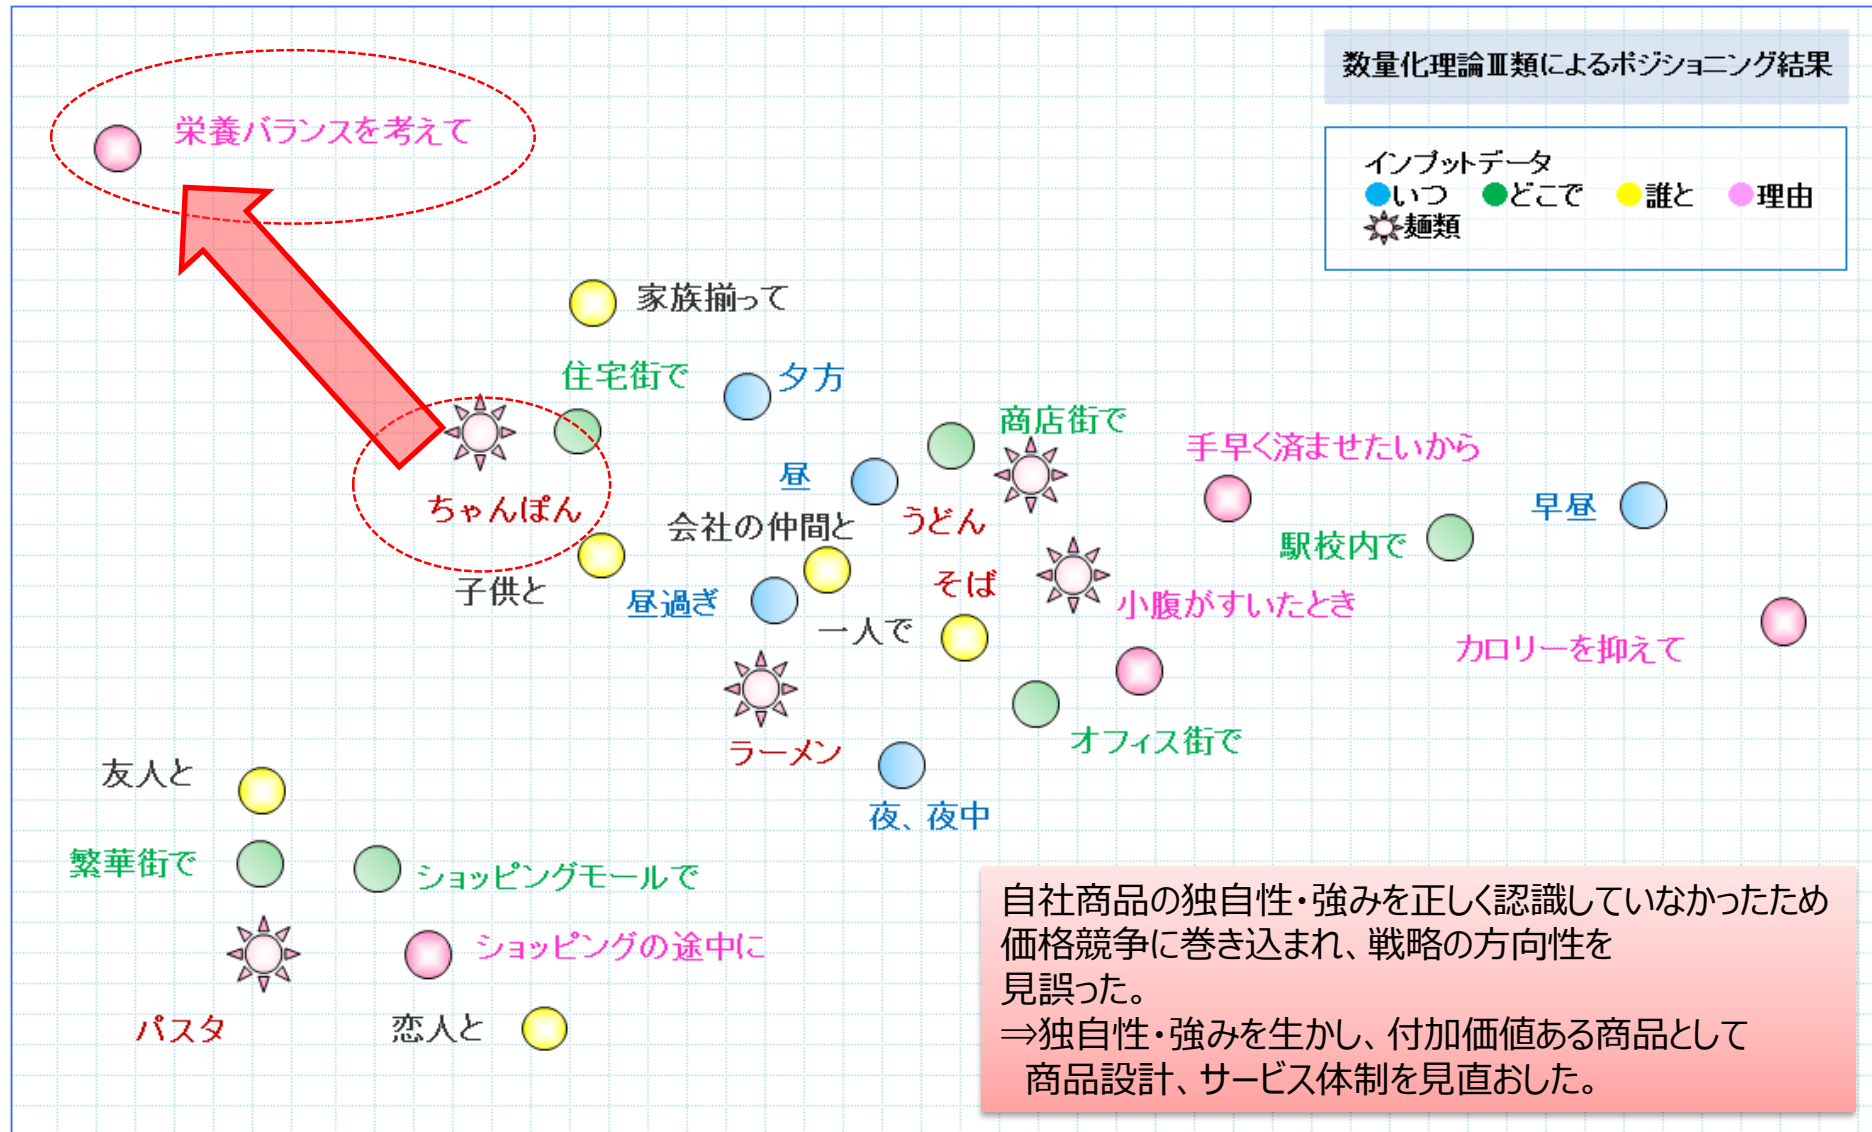 数量化理論Ⅲ類によるポジショニング結果
インプットデータ
いつ どこで 誰と 理由
麺類
栄養バランスを考えて
家族揃って
住宅街で
夕方
商店街で
手早く済ませたいから
昼
早昼
ちゃんぽん
会社の仲間と
うどん
駅校内で
子供と
昼過ぎ
そば
小腹がすいたとき
一人で
カロリーを抑えて
ラーメン
オフィス街で
友人と
夜、夜中
繁華街で
ショッピングモールで
ショッピングの途中に
パスタ
恋人と
自社商品の独自性・強みを正しく認識していなかったため
価格競争に巻き込まれ、戦略の方向性を
見誤った。
⇒独自性・強みを生かし、付加価値ある商品として
商品設計、サービス体制を見直おした。